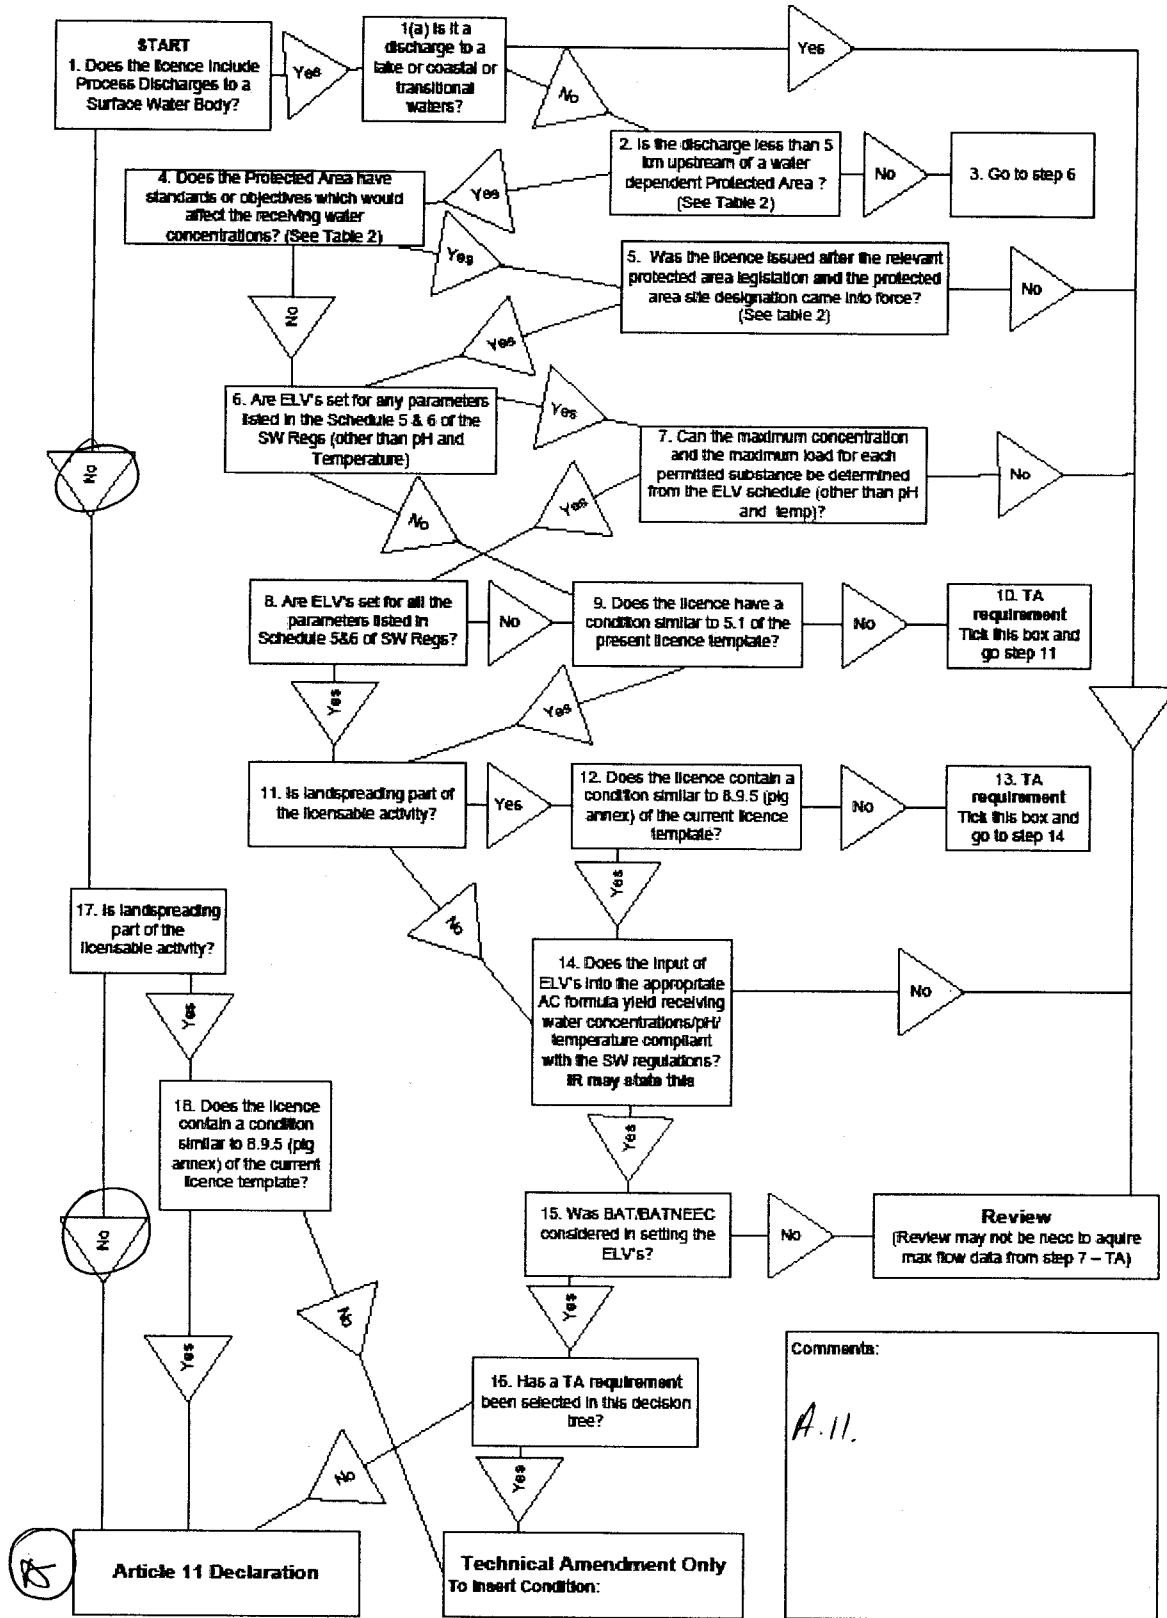 START
1. Does the licence include
Process Discharges to a
Surface Water Body?
Yes
1(a) Is it a
discharge to a
lake or coastal or
transitional
waters?
Yes
No
2. Is the discharge less than 5
km upstream of a water
dependent Protected Area ?
(See Table 2)
No
3. Go to step 6
Yes
4. Does the Protected Area have
standards or objectives which would
affect the receiving water
concentrations? (See Table 2)
Yes
No
5. Was the licence issued after the relevant
protected area legislation and the protected
area site designation came into force?
(See table 2)
No
Yes
6. Are ELV's set for any parameters
listed in the Schedule 5 & 6 of the
SW Regs (other than pH and
Temperature)
Yes
No
7. Can the maximum concentration
and the maximum load for each
permitted substance be determined
from the ELV schedule (other than pH
and temp)?
No
Yes
No
8. Are ELV's set for all the
parameters listed in
Schedule 5&6 of SW Regs?
No
Yes
9. Does the licence have a
condition similar to 5.1 of the
present licence template?
No
Yes
10. TA
requirement
Tick this box and
go step 11
11. Is landspreading part of
the licensable activity?
Yes
No
12. Does the licence contain a
condition similar to 8.9.5 (pig
annex) of the current licence
template?
No
Yes
13. TA
requirement
Tick this box and
go to step 14
14. Does the input of
ELV's into the appropriate
AC formula yield receiving
water concentrations/pH/
temperature compliant
with the SW regulations?
IR may state this
No
Yes
17. Is landspreading
part of the
licensable activity?
Yes
No
18. Does the licence
contain a condition
similar to 8.9.5 (pig
annex) of the current
licence template?
Yes
No
15. Was BAT/BATNEEC
considered in setting the
ELV's?
No
Yes
Review
(Review may not be necc to aquire
max flow data from step 7 – TA)
16. Has a TA requirement
been selected in this decision
tree?
No
Yes
Article 11 Declaration
Technical Amendment Only
To Insert Condition:
Comments:
A.11.